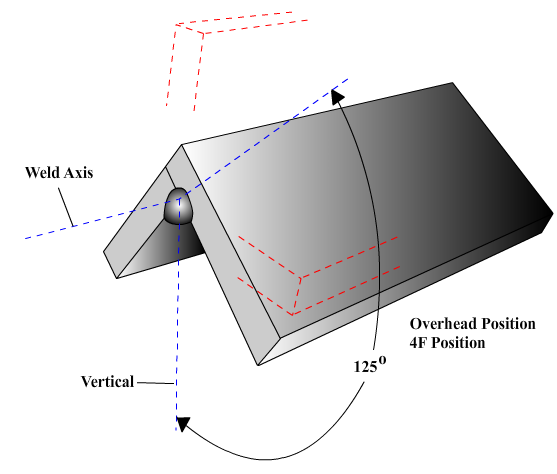 Weld Axis
Overhead Position
4F Position
125°
Vertical